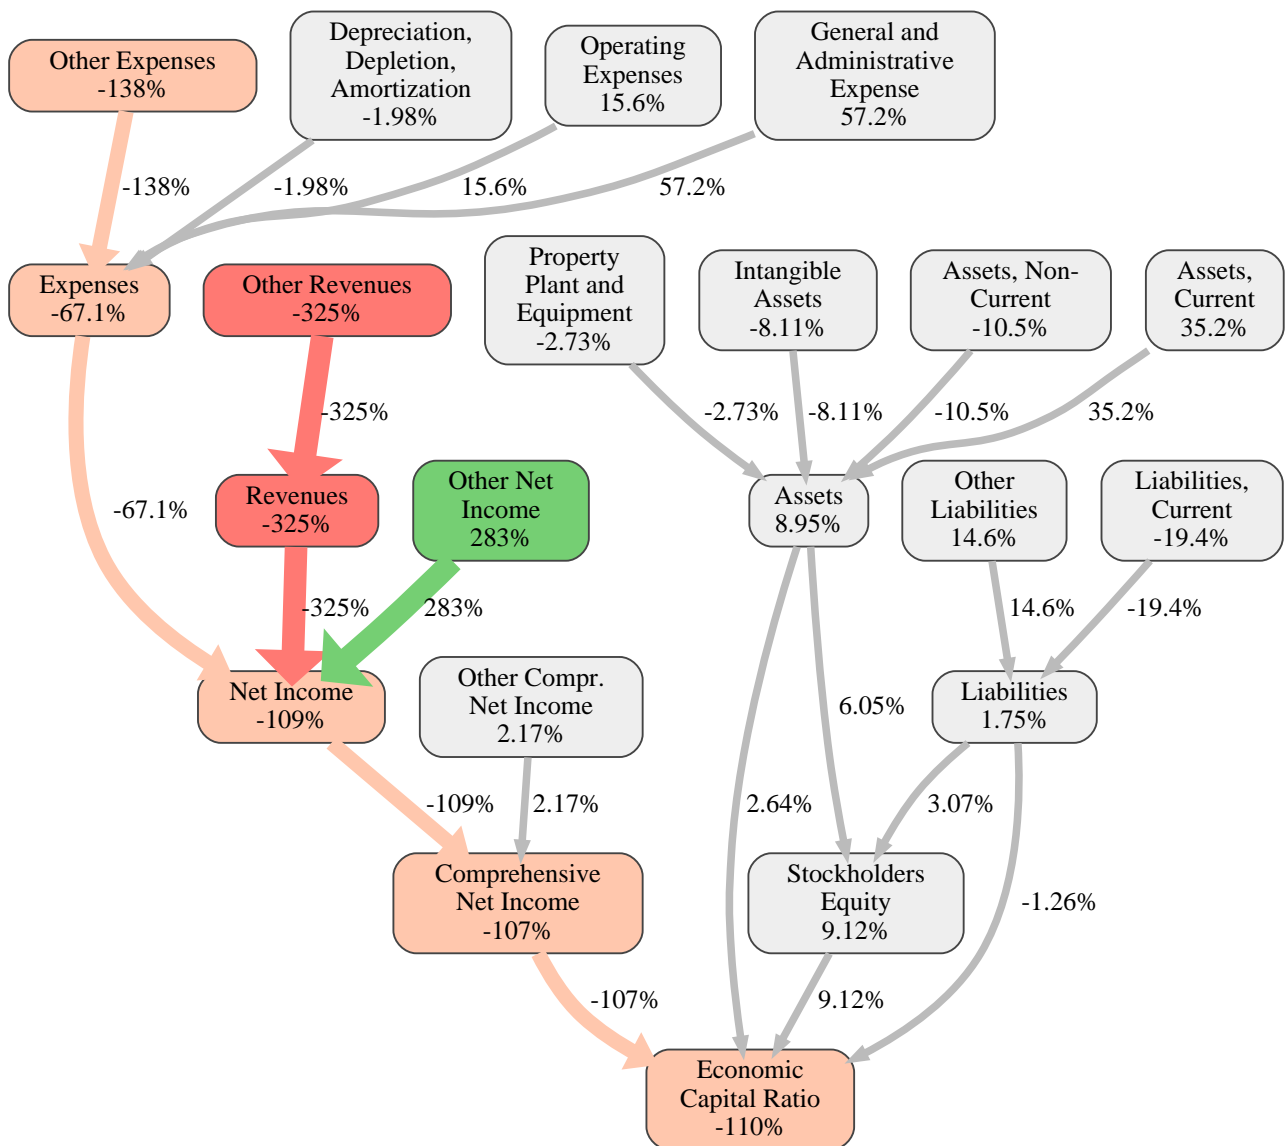 Other Expenses
-138%
Depreciation,
Depletion,
Amortization
-1.98%
Operating
Expenses
15.6%
General and
Administrative
Expense
57.2%
-138%
-1.98%
15.6%
57.2%
Expenses
-67.1%
Other Revenues
-325%
Property
Plant and
Equipment
-2.73%
Intangible
Assets
-8.11%
Assets, Non-
Current
-10.5%
Assets,
Current
35.2%
-325%
-2.73%
-8.11%
-10.5%
35.2%
-67.1%
Revenues
-325%
Other Net
Income
283%
Assets
8.95%
Other
Liabilities
14.6%
Liabilities,
Current
-19.4%
-325%
283%
14.6%
-19.4%
Net Income
-109%
Other Compr.
Net Income
2.17%
6.05%
Liabilities
1.75%
-109%
2.17%
2.64%
3.07%
Comprehensive
Net Income
-107%
Stockholders
Equity
9.12%
-1.26%
-107%
9.12%
Economic
Capital Ratio
-110%